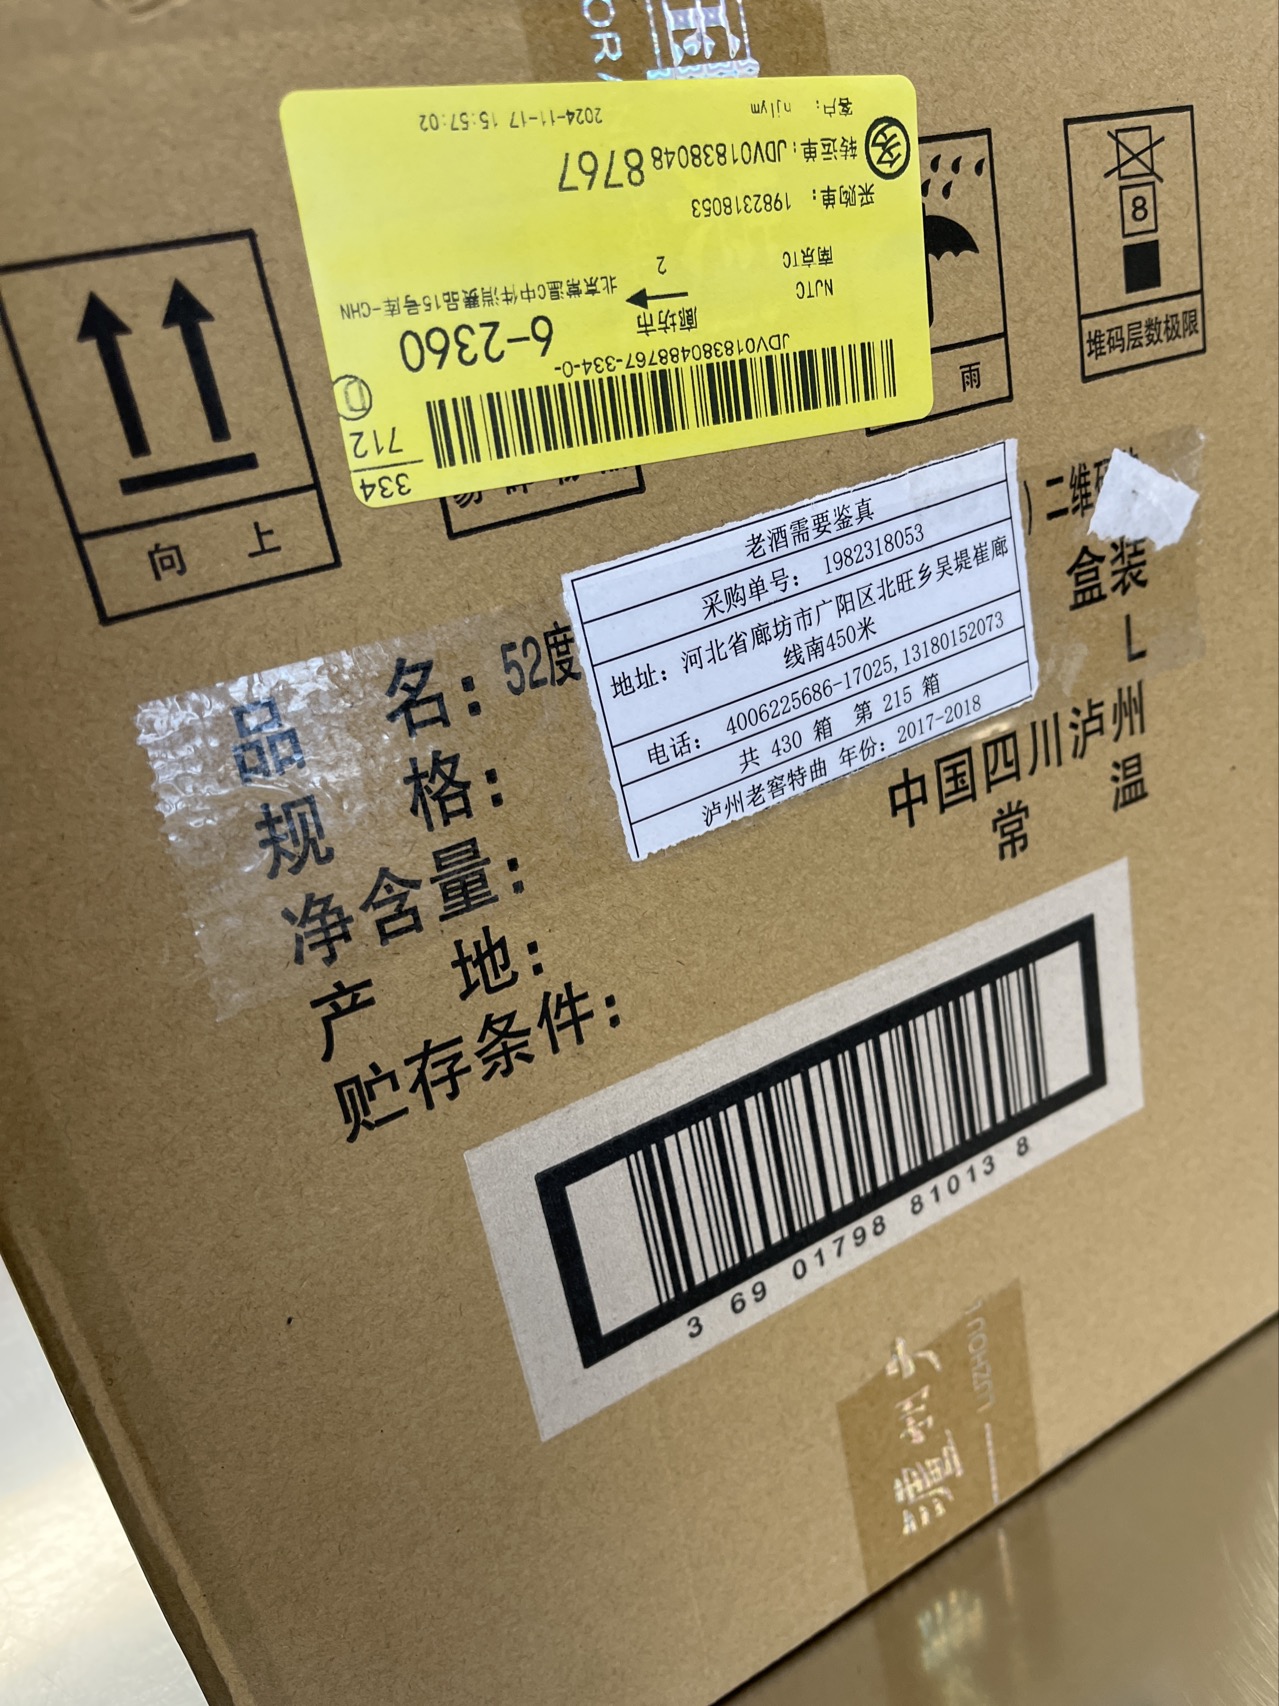 客户: njlym
2024-11-17 15:57:02
转运单: JDV018380488767
采购单: 1982318053
南京TC
NJTC
2
廊坊市
北京常温C中件消费品15号库-CHN
6-2360
JDV018380488767-334-0-
D
334
712
向上
雨
8
堆码层数极限
老酒需要鉴真
采购单号: 1982318053
地址: 河北省廊坊市广阳区北旺乡吴堤崔廊
线南450米
电话: 4006225686-17025,13180152073
共 430 箱 第 215 箱
泸州老窖特曲 年份: 2017-2018
品名: 52度
) 二维码
规格: 盒装
净含量: L
产地: 中国四川泸州
贮存条件: 常温
3 69 01798 81013 8
LUZHOU